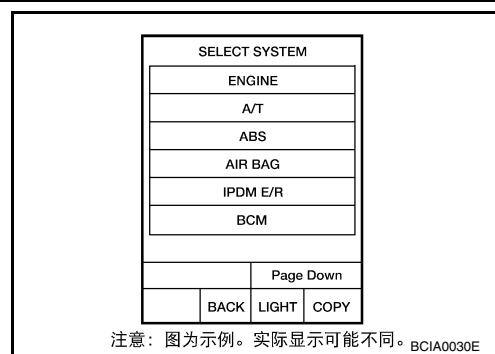 SELECT SYSTEM
ENGINE
A/T
ABS
AIR BAG
IPDM E/R
BCM
Page Down
BACK LIGHT COPY
注意：图为示例。实际显示可能不同。BCIA0030E